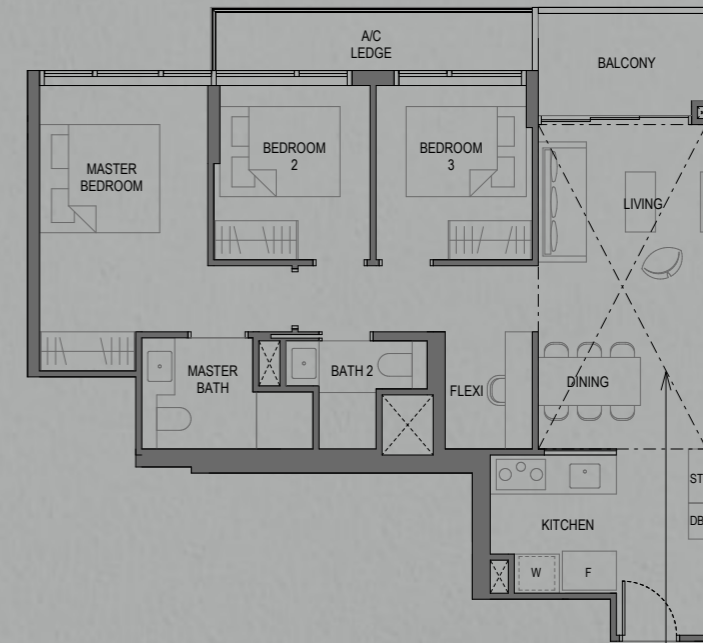 A/C
LEDGE
BALCONY
MASTER
BEDROOM
BEDROOM
2
BEDROOM
3
LIVING
MASTER
BATH
BATH 2
FLEXI
DINING
KITCHEN
ST
DB
W
F